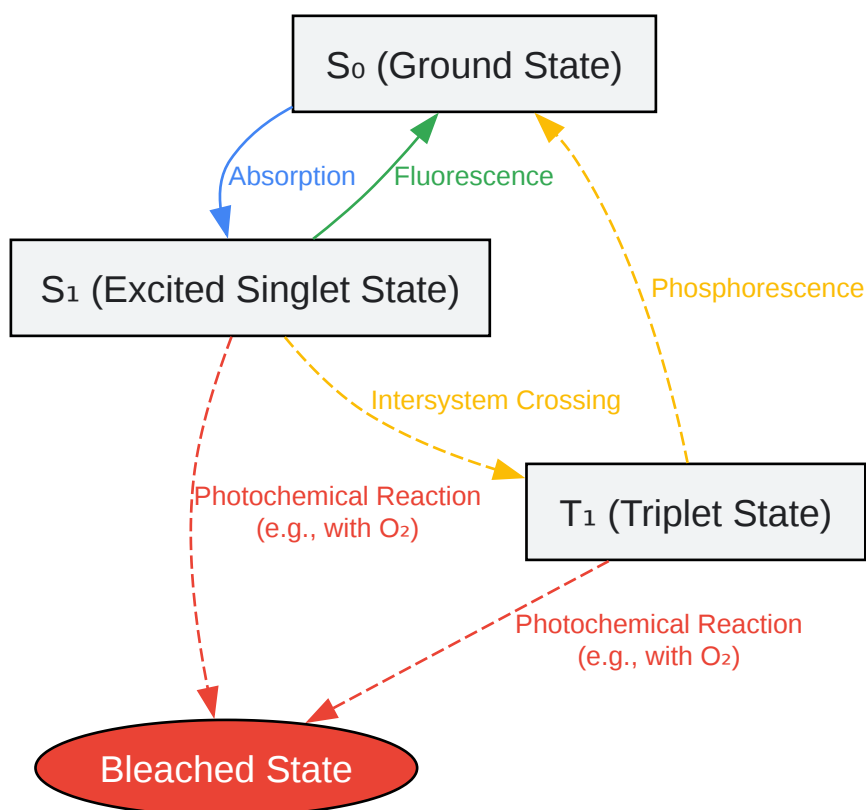 S₀ (Ground State)
Absorption
Fluorescence
S₁ (Excited Singlet State)
Phosphorescence
Intersystem Crossing
Photochemical Reaction
(e.g., with O₂)
T₁ (Triplet State)
Photochemical Reaction
(e.g., with O₂)
Bleached State